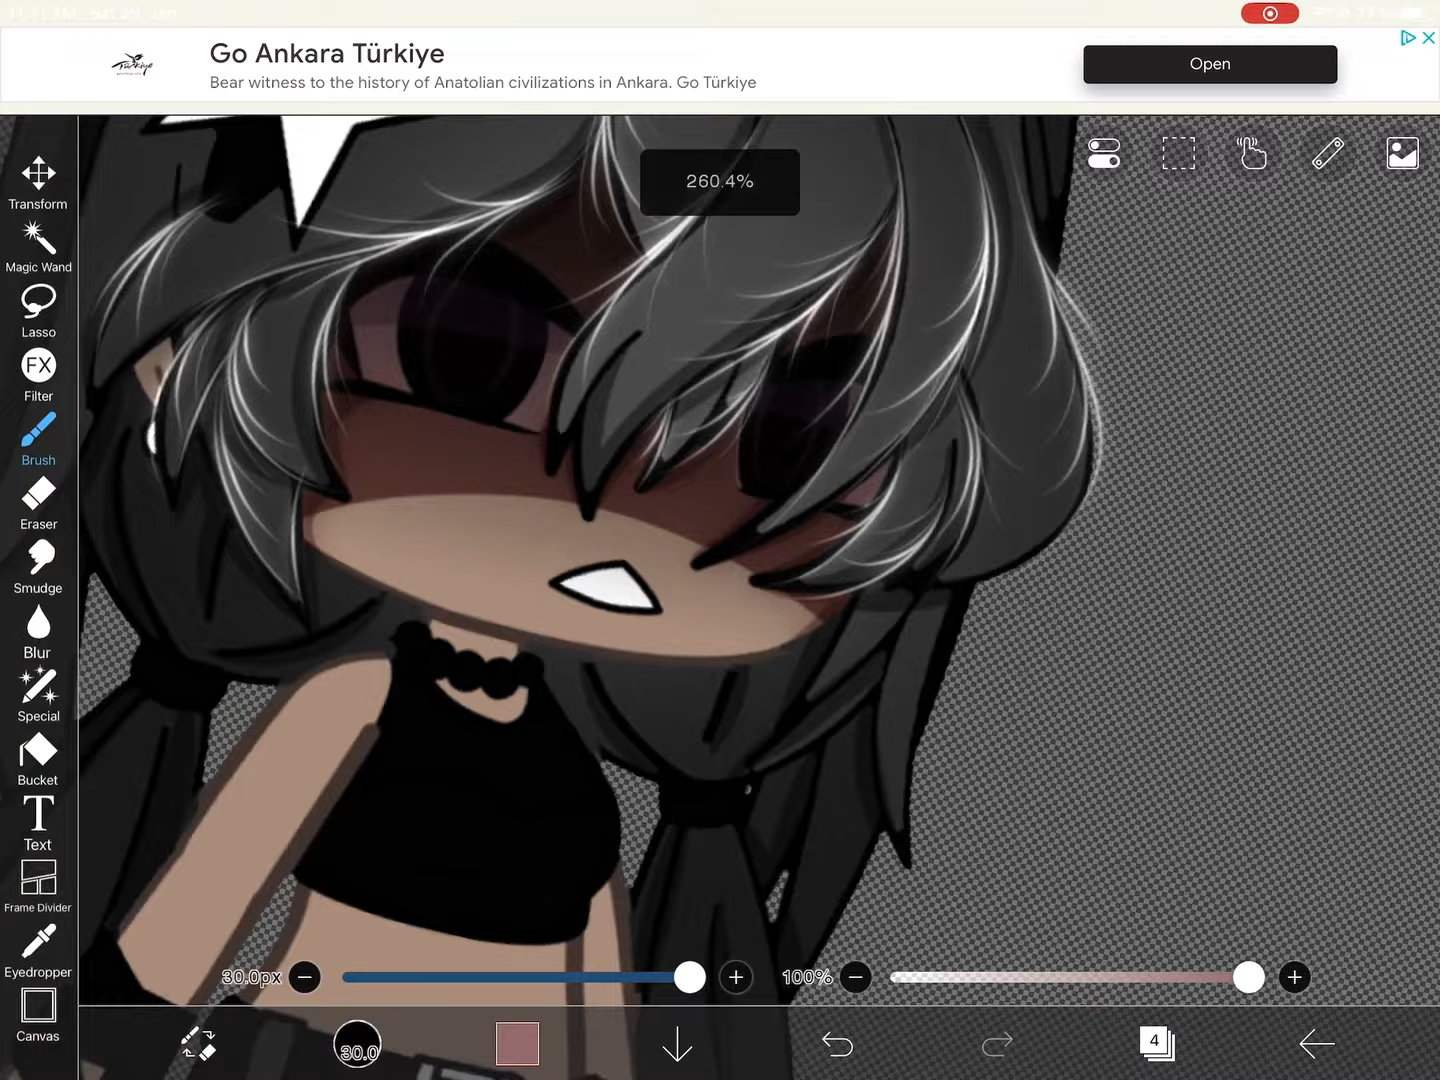 Go Ankara Türkiye
Bear witness to the history of Anatolian civilizations in Ankara. Go Türkiye
Open
Türkiye
260.4%
Transform
Magic Wand
Lasso
FX
Filter
Brush
Eraser
Smudge
Blur
Special
Bucket
T
Text
Frame Divider
Eyedropper
Canvas
30.0px
100%
30.0
4